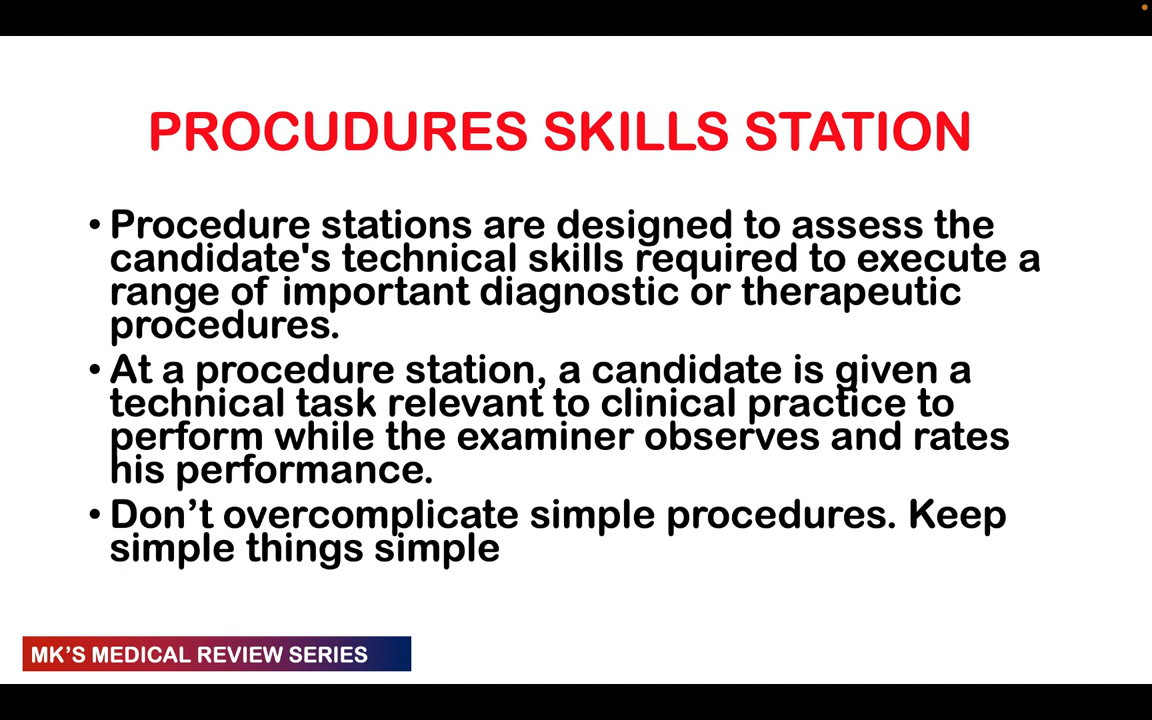 PROCUDURES SKILLS STATION
• Procedure stations are designed to assess the
candidate's technical skills required to execute a
range of important diagnostic or therapeutic
procedures.
• At a procedure station, a candidate is given a
technical task relevant to clinical practice to
perform while the examiner observes and rates
his performance.
• Don’t overcomplicate simple procedures. Keep
simple things simple
MK’S MEDICAL REVIEW SERIES